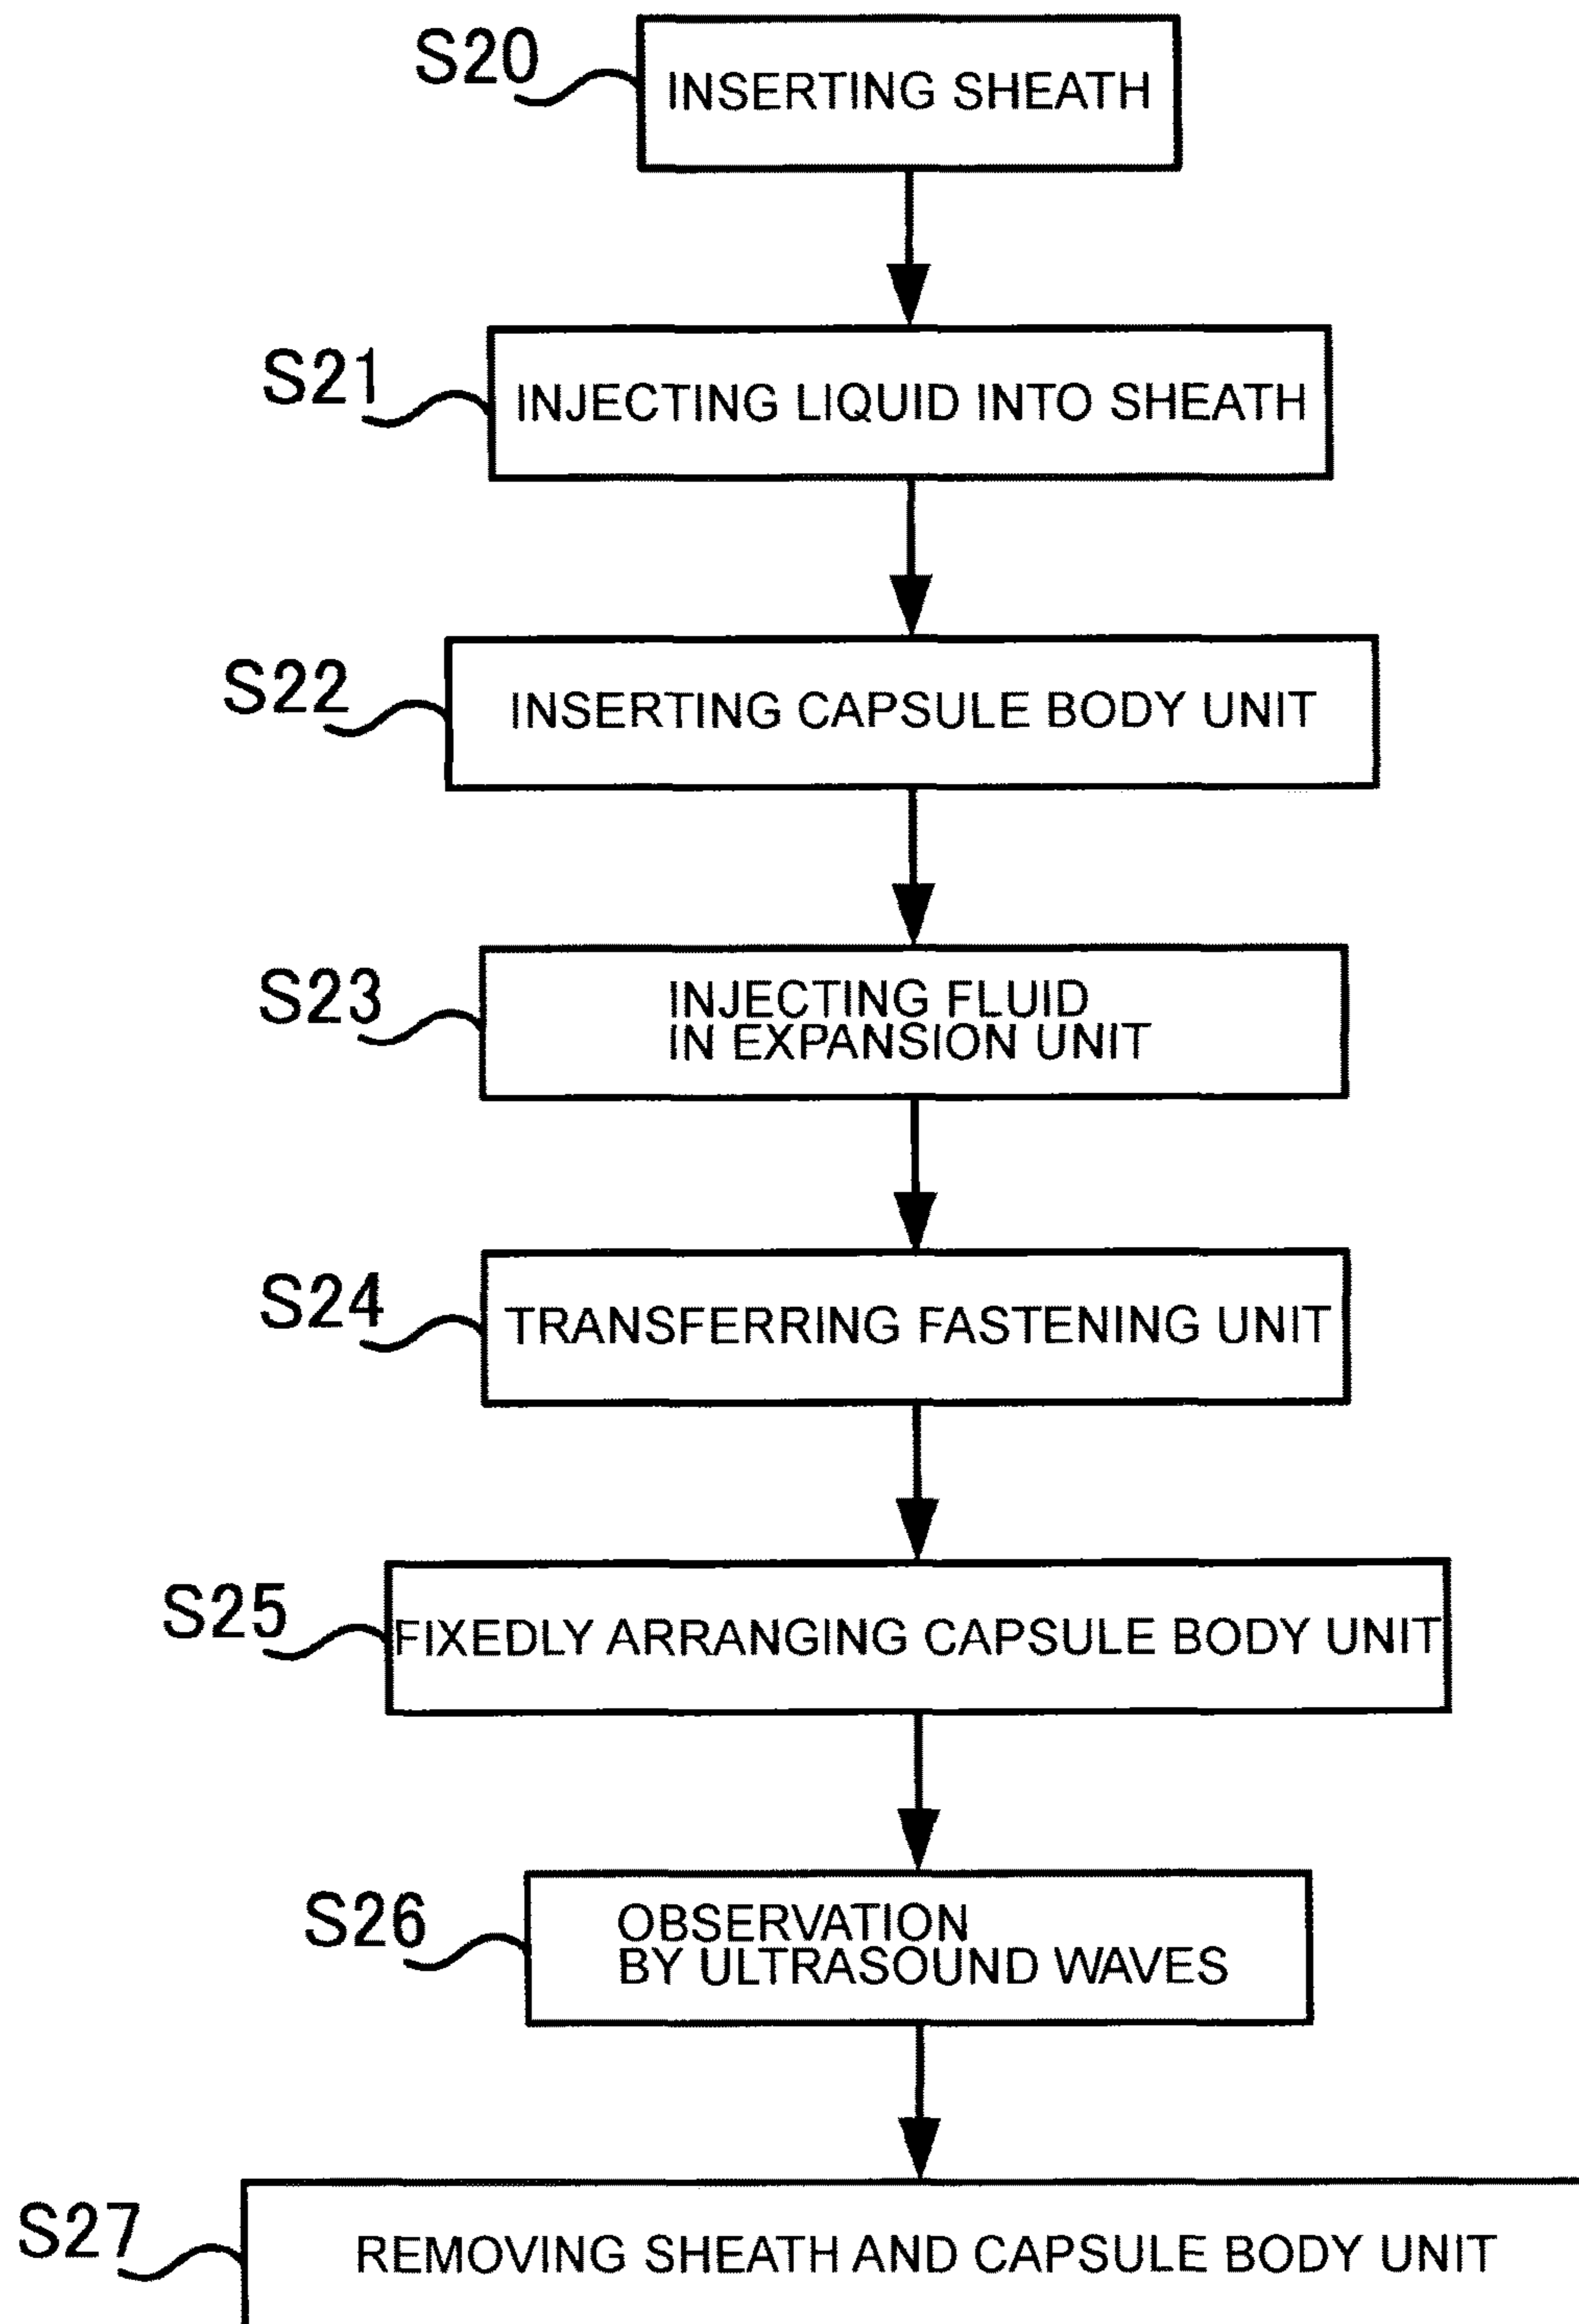 S20
INSERTING SHEATH
S21
INJECTING LIQUID INTO SHEATH
S22
INSERTING CAPSULE BODY UNIT
S23
INJECTING FLUID
IN EXPANSION UNIT
S24
TRANSFERRING FASTENING UNIT
S25
FIXEDLY ARRANGING CAPSULE BODY UNIT
S26
OBSERVATION
BY ULTRASOUND WAVES
S27
REMOVING SHEATH AND CAPSULE BODY UNIT